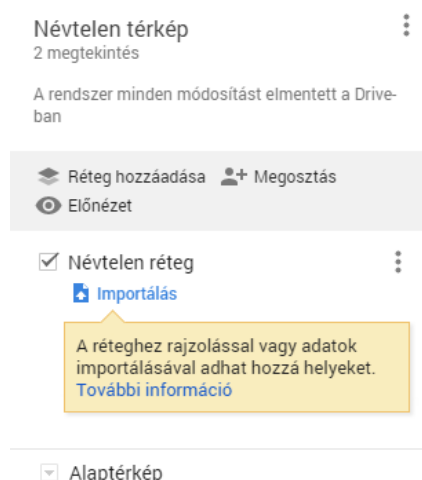 Névtelen térkép
2 megtekintés
A rendszer minden módosítást elmentett a Drive-
ban
Réteg hozzáadása Megosztás
Előnézet
Névtelen réteg
Importálás
A réteghez rajzolással vagy adatok
importálásával adhat hozzá helyeket.
További információ
Alaptérkép